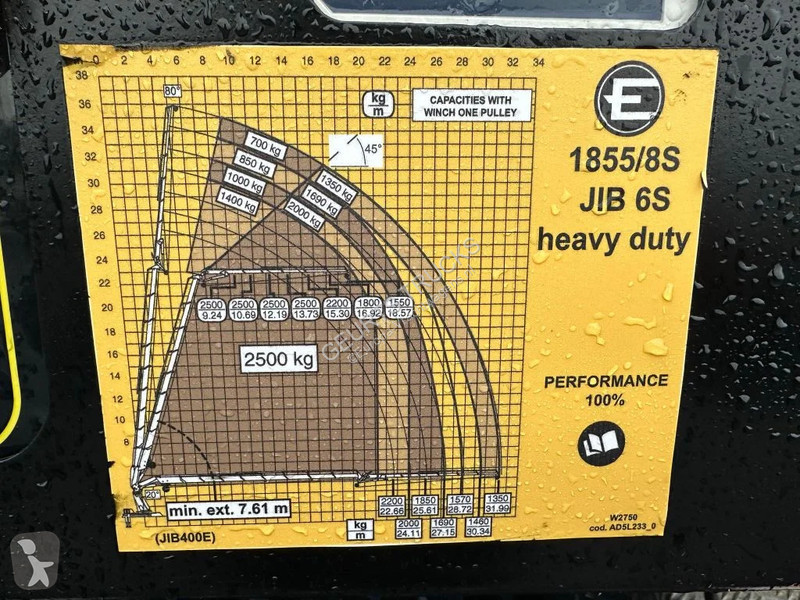 0 2 4 6 8 10 12 14 16 18 20 22 24 26 28 30 32 34
38
36
34
32
30
28
26
24
22
20
18
16
14
12
10
8
80°
kg
m
CAPACITIES WITH
WINCH ONE PULLEY
45°
700 kg
850 kg
1000 kg
1400 kg
1350 kg
1690 kg
2000 kg
2500 2500 2500 2500 2200 1800 1550
9.24 10.69 12.19 13.73 15.30 16.92 18.57
2500 kg
20°
min. ext. 7.61 m
2200 1850 1570 1350
22.66 25.61 28.72 31.99
kg
m
2000 1690 1460
24.11 27.15 30.34
(JIB400E)
E
1855/8S
JIB 6S
heavy duty
PERFORMANCE
100%
W2750
cod. AD5L233_0